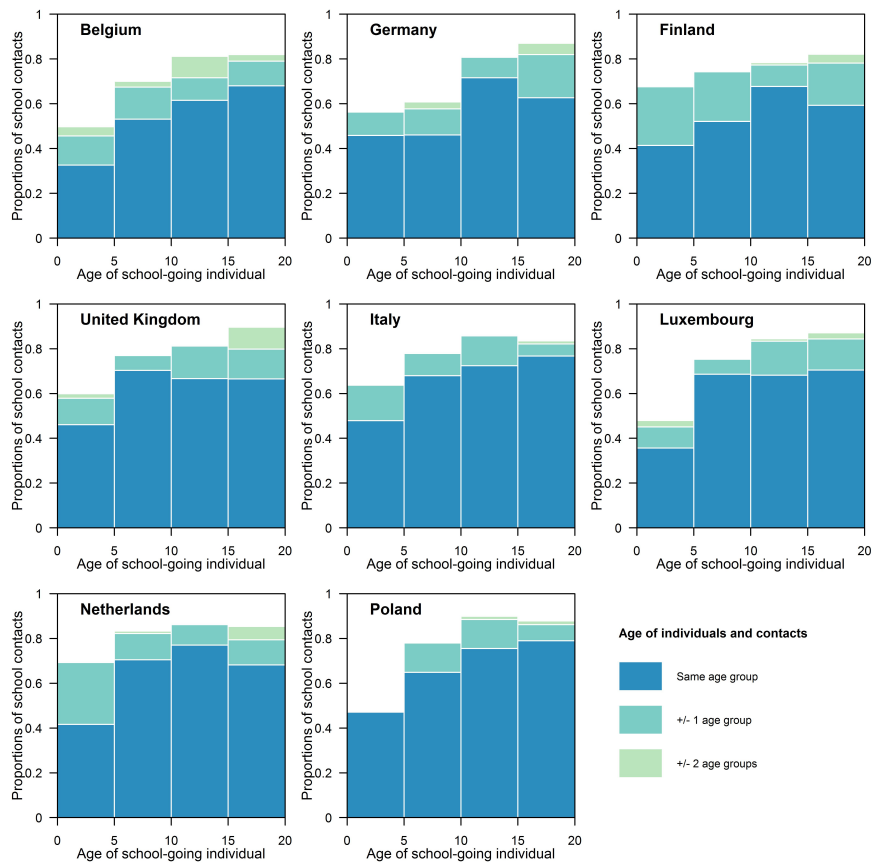 Belgium
Proportions of school contacts
1
0.8
0.6
0.4
0.2
0
0 5 10 15 20
Age of school-going individual
Germany
Proportions of school contacts
1
0.8
0.6
0.4
0.2
0
0 5 10 15 20
Age of school-going individual
Finland
Proportions of school contacts
1
0.8
0.6
0.4
0.2
0
0 5 10 15 20
Age of school-going individual
United Kingdom
Proportions of school contacts
1
0.8
0.6
0.4
0.2
0
0 5 10 15 20
Age of school-going individual
Italy
Proportions of school contacts
1
0.8
0.6
0.4
0.2
0
0 5 10 15 20
Age of school-going individual
Luxembourg
Proportions of school contacts
1
0.8
0.6
0.4
0.2
0
0 5 10 15 20
Age of school-going individual
Netherlands
Proportions of school contacts
1
0.8
0.6
0.4
0.2
0
0 5 10 15 20
Age of school-going individual
Poland
Proportions of school contacts
1
0.8
0.6
0.4
0.2
0
0 5 10 15 20
Age of school-going individual
Age of individuals and contacts
Same age group
+/- 1 age group
+/- 2 age groups